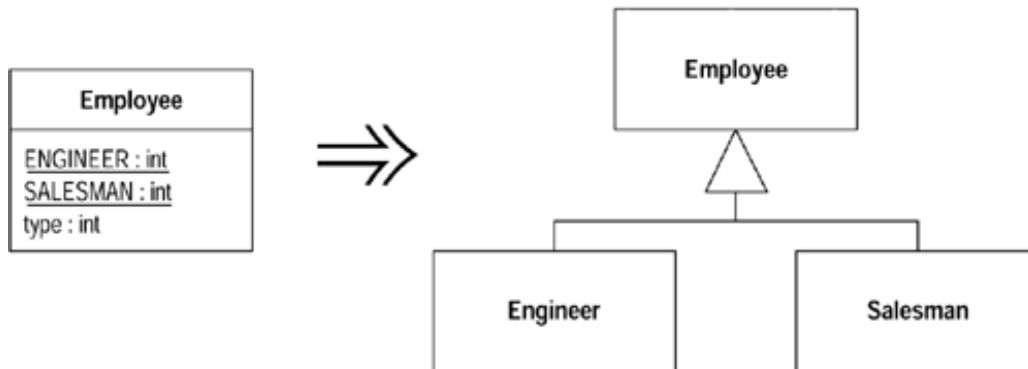 Employee
ENGINEER : int
SALESMAN : int
type : int
Employee
Engineer
Salesman